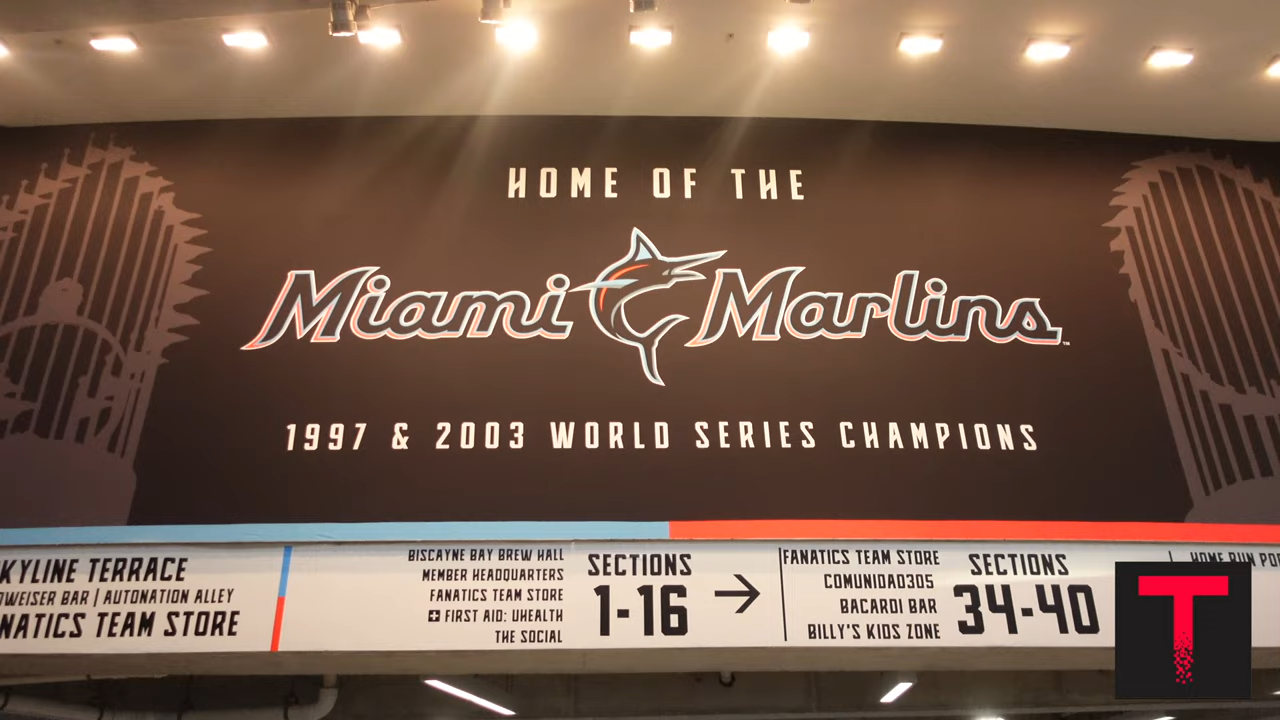 HOME OF THE
Miami Marlins™
1997 & 2003 WORLD SERIES CHAMPIONS
KYLINE TERRACE
DWEISER BAR | AUTONATION ALLEY
NATICS TEAM STORE
BISCAYNE BAY BREW HALL
MEMBER HEADQUARTERS
FANATICS TEAM STORE
FIRST AID: UHEALTH
THE SOCIAL
SECTIONS
1-16
FANATICS TEAM STORE
COMUNIDAD305
BACARDI BAR
BILLY'S KIDS ZONE
SECTIONS
34-40
HOME RUN PO
T